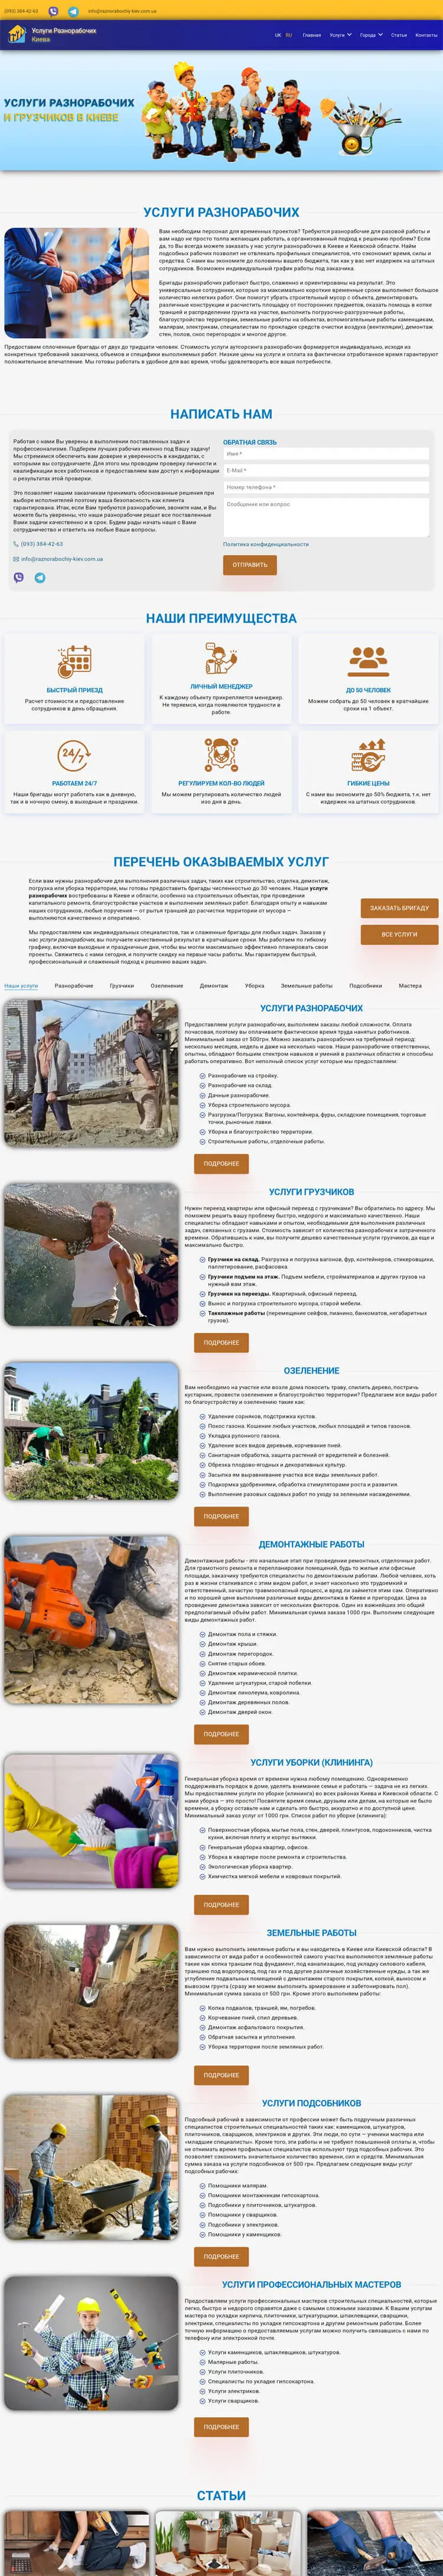 (093) 384-42-63
info@raznorabochiy-kiev.com.ua
Услуги Разнорабочих
Киева
UK RU Главная Услуги Города Статьи Контакты
УСЛУГИ РАЗНОРАБОЧИХ
И ГРУЗЧИКОВ В КИЕВЕ
УСЛУГИ РАЗНОРАБОЧИХ
Вам необходим персонал для временных проектов? Требуются разнорабочие для разовой работы и
вам надо не просто толпа желающих работать, а организованный подход к решению проблем? Если
да, то Вы всегда можете заказать у нас услуги разнорабочего в Киеве и Киевской области. Найм
рабочих позволяет не отвлекать профильных специалистов, что сэкономит время, силы и
средства. С нами вы экономите до половины вашего бюджета, так как у вас нет издержек на штатных
сотрудников. Возможен индивидуальный график работы под заказчика.
Бригады разнорабочих работают быстро, слаженно и ориентированы на результат. Это
универсальные сотрудники, которые за максимально короткие временные сроки выполняют большое
количество нелегких работ. Они помогут убрать строительный мусор с объекта, демонтировать
различные конструкции и расчистить площадку от посторонних предметов, оказать помощь в копке
траншей и распределении грунта на участке, выполнить погрузочно-разгрузочные работы,
благоустройство территории, земельные работы на объектах, вспомогательные работы каменщикам,
малярам, электрикам, специалистам по прокладке средств очистки воздуха (вентиляции), демонтаж
стен, полов, снос перегородок и многое другое.
Предоставим сплоченные бригады от двух до тридцати человек. Стоимость услуги аутсорсинга разнорабочих формируется индивидуально, исходя из
конкретных требований заказчика, объемов и специфики выполняемых работ. Низкие цены на услуги и оплата за фактически отработанное время гарантируют
положительное впечатление. Мы готовы работать в удобное для вас время, чтобы удовлетворить все ваши потребности.
НАПИСАТЬ НАМ
Работая с нами Вы уверены в выполнении поставленных задач и
профессионализме. Подберем лучших рабочих именно под Вашу задачу!
Мы стремимся дать Вам комфорт и уверенность в кандидатах, с
которыми вы сотрудничаете. Для этого мы проводим проверку точности и
квалификации всех работников и предоставляем вам доступ к информации
о результатах этой проверки.
Это позволяет нашим заказчикам принимать обоснованные решения при
выборе исполнителей поэтому ваша безопасность как клиента
гарантирована. Итак, если Вам требуются разнорабочие, звоните нам, и Вы
можете быть уверены, что наши разнорабочие решат все поставленные
Вами задачи качественно и в срок. Будем рады начать наше с Вами
сотрудничество и ответить на любые Ваши вопросы.
(093) 384-42-63
info@raznorabochiy-kiev.com.ua
ОБРАТНАЯ СВЯЗЬ
Имя *
E-Mail *
Номер телефона *
Сообщение или вопрос
Политика конфиденциальности
ОТПРАВИТЬ
НАШИ ПРЕИМУЩЕСТВА
БЫСТРЫЙ ПРИЕЗД
Расчет стоимости и предоставление
сотрудников в день обращения.
ЛИЧНЫЙ МЕНЕДЖЕР
К каждому объекту прикрепляется менеджер.
Не теряемся, когда появляются трудности в
работе.
ДО 50 ЧЕЛОВЕК
Можем собрать до 50 человек в кратчайшие
сроки на 1 объект.
24/7
РАБОТАЕМ 24/7
Наши бригады могут работать как в дневную,
так и в ночную смену, в выходные и праздники.
РЕГУЛИРУЕМ КОЛ-ВО ЛЮДЕЙ
Мы можем регулировать количество людей
изо дня в день.
ГИБКИЕ ЦЕНЫ
С нами вы экономите до 50% бюджета, т.к. нет
издержек на штатных сотрудников.
ПЕРЕЧЕНЬ ОКАЗЫВАЕМЫХ УСЛУГ
Если вам нужны разнорабочие для выполнения различных задач, таких как строительство, отделка, демонтаж,
погрузка или уборка территории, мы готовы предоставить бригады численностью до 30 человек. Наши услуги
разнорабочих востребованы в Киеве и области, особенно на строительных объектах, при проведении
капитального ремонта, благоустройстве участков и выполнении земляных работ. Благодаря опыту и навыкам
наших сотрудников, любые поручения — от рытья траншей до расчистки территории от мусора —
выполняются качественно и оперативно.
Мы предоставляем как индивидуальных специалистов, так и слаженные бригады для любых задач. Заказав у
нас услуги разнорабочих, вы получите качественный результат в кратчайшие сроки. Мы работаем по гибкому
графику, включая выходные и праздничные дни, чтобы вы могли максимально эффективно планировать свои
проекты. Свяжитесь с нами сегодня, и получите скидку на первые часы работы. Мы гарантируем быстрый,
профессиональный и слаженный подход к решению ваших задач.
ЗАКАЗАТЬ БРИГАДУ
ВСЕ УСЛУГИ
Наши услуги Разнорабочие Грузчики Озеленение Демонтаж Уборка Земельные работы Подсобники Мастера
УСЛУГИ РАЗНОРАБОЧИХ
Предоставляем услуги разнорабочих, выполняем заказы любой сложности. Оплата
почасовая, поэтому вы оплачиваете фактическое время труда нанятых работников.
Минимальный заказ от 500грн. Можно заказать разнорабочих на требуемый период:
несколько месяцев, недель и даже на несколько часов. Наши разнорабочие ответственны,
опытны, обладают большим спектром навыков и умений в различных областях и способны
работать оперативно. Вот неполный список услуг которые мы предоставляем:
Разнорабочие на стройку.
Разнорабочие на склад.
Дачные разнорабочие.
Уборка строительного мусора.
Разгрузка/Погрузка: Вагоны, контейнера, фуры, складские помещения, торговые
точки, рыночные лавки.
Уборка и благоустройство территории.
Строительные работы, отделочные работы.
ПОДРОБНЕЕ
УСЛУГИ ГРУЗЧИКОВ
Нужен переезд квартиры или офисный переезд с грузчиками? Вы обратились по адресу. Мы
поможем решить вашу проблему быстро, недорого и максимально качественно. Наши
специалисты обладают навыками и опытом, необходимыми для выполнения различных
задач, связанных с грузами. Стоимость зависит от количества разнорабочих и затраченного
времени. Обратившись к нам, вы получите дешево качественные услуги грузчиков, да еще и
максимально быстро.
Грузчики на склад. Разгрузка и погрузка вагонов, фур, контейнеров, стикеровщики,
паллетирование, расфасовка.
Грузчики подъем на этаж. Подъем мебели, стройматериалов и других грузов на
нужный вам этаж.
Грузчики на переезды. Квартирный, офисный переезд.
Вынос и погрузка строительного мусора, старой мебели.
Такелажные работы (перемещение сейфов, пианино, банкоматов, негабаритных
грузов).
ПОДРОБНЕЕ
ОЗЕЛЕНЕНИЕ
Вам необходимо на участке или возле дома покосить траву, спилить дерево, постричь
кустарник, провести озеленение и благоустройство территории? Предлагаем все виды работ
по благоустройству и озеленению такие как:
Удаление сорняков, подстрижка кустов.
Покос газона. Кошение любых участков, любых площадей и типов газонов.
Укладка рулонного газона.
Удаление всех видов деревьев, корчевание пней.
Санитарная обработка, защита растений от вредителей и болезней.
Обрезка плодово-ягодных и декоративных культур.
Засыпка ям выравнивание участка все виды земельных работ.
Подкормка удобрениями, обработка стимуляторами роста и развития.
Выполнение разовых садовых работ по уходу за зелеными насаждениями.
ПОДРОБНЕЕ
ДЕМОНТАЖНЫЕ РАБОТЫ
Демонтажные работы - это начальные этап при проведении ремонтных, отделочных работ.
Для грамотного ремонта и перепланировки помещений, будь то жилые или офисные
площади, заказчику требуются специалисты по демонтажным работам. Любой человек, хоть
раз в жизни сталкивался с этим видом работ, и знает насколько это трудоемкий и
ответственный, зачастую травмоопасный процесс, и вряд ли займется этим сам. Оперативно
и по хорошей цене выполним различные виды демонтажа в Киеве и пригородах. Цена за
проведение демонтажа зависит от нескольких факторов. Один из важнейших это общий
предполагаемый объём работ. Минимальная сумма заказа 1000 грн. Выполним следующие
виды демонтажных работ.
Демонтаж пола и стяжки.
Демонтаж крыши.
Демонтаж перегородок.
Снятие старых обоев.
Демонтаж керамической плитки.
Удаление штукатурки, старой побелки.
Демонтаж линолеума, ковролина.
Демонтаж деревянных полов.
Демонтаж дверей окон.
ПОДРОБНЕЕ
УСЛУГИ УБОРКИ (КЛИНИНГА)
Генеральная уборка время от времени нужна любому помещению. Одновременно
поддерживать порядок в доме, уделять внимание семье и работать — задача не из легких.
Мы предоставляем услуги по уборке (клининга) во всех районах Киева и Киевской области. С
нами уборка — это просто! Посвятите время семье, друзьям или делам, на которые не было
времени, а уборку оставьте нам и сделать это быстро, аккуратно и по доступной цене.
Минимальный заказ услуг от 1000 грн. Список работ по уборке (клининга):
Поверхностная уборка, мытье пола, стен, дверей, плинтусов, подоконников, чистка
кухни, включая плиту и корпус вытяжки.
Генеральная уборка квартир, офисов.
Уборка в квартире после ремонта и строительства.
Экологическая уборка квартир.
Химчистка мягкой мебели и ковровых покрытий.
ПОДРОБНЕЕ
ЗЕМЕЛЬНЫЕ РАБОТЫ
Вам нужно выполнить земляные работы и вы находитесь в Киеве или Киевской области? В
зависимости от вида работ и особенностей самого участка выполняются земляные работы
такие как копка траншеи под фундамент, под канализацию, под укладку силового кабеля,
траншею под водопровод, под газ и под другие различные хозяйственные нужды, а так же
углубление подвальных помещений с демонтажем старого покрытия, копкой, выносом и
вывозом грунта (сразу же можем выполнить армирование и забетонировать пол).
Минимальная сумма заказа от 500 грн. Кроме этого выполняем работы:
Копка подвалов, траншей, ям, погребов.
Корчевание пней, спил деревьев.
Демонтаж асфальтового покрытия.
Обратная засыпка и уплотнение.
Уборка территории после земляных работ.
ПОДРОБНЕЕ
УСЛУГИ ПОДСОБНИКОВ
Подсобный рабочий в зависимости от профессии может быть подручным различных
специалистов строительных специальностей таких как: каменщиков, штукатуров,
плиточников, сварщиков, электриков и других. Эти люди, по сути — ученики мастера или
«младшие специалисты». Кроме того, эти работы и не требуют повышенной оплаты и, чтобы
не отнимать время профильных специалистов используют труд подсобных рабочих. Это
позволяет сэкономить значительное количество времени, сил и средств. Минимальная
сумма заказа на услуги подсобников от 500 грн. Предлагаем следующие виды услуг
подсобных рабочих:
Помощники малярам.
Помощники монтажникам гипсокартона.
Подсобники у плиточников, штукатуров.
Помощники у сварщиков.
Подсобники у электриков.
Помощники у каменщиков.
ПОДРОБНЕЕ
УСЛУГИ ПРОФЕССИОНАЛЬНЫХ МАСТЕРОВ
Предоставляем услуги профессиональных мастеров строительных специальностей, которые
легко, быстро и недорого справятся даже с самыми сложными заказами. К Вашим услугам
мастера по укладке кирпича, плиточники, штукатурщики, шпаклевщики, сварщики,
электрики, специалисты по укладке гипсокартона и другим ремонтным работам. Более
точную информацию о предоставляемым услугам можно получить связавшись с нами по
телефону или электронной почте.
Услуги каменщиков, шпаклевщиков, штукатуров.
Малярные работы.
Услуги плиточников.
Специалисты по укладке гипсокартона.
Услуги электриков.
Услуги сварщиков.
ПОДРОБНЕЕ
СТАТЬИ